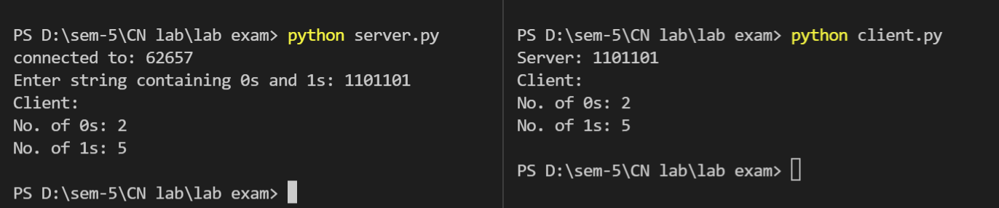 PS D:\sem-5\CN lab\lab exam> python server.py
connected to: 62657
Enter string containing 0s and 1s: 1101101
Client:
No. of 0s: 2
No. of 1s: 5
PS D:\sem-5\CN lab\lab exam>
PS D:\sem-5\CN lab\lab exam> python client.py
Server: 1101101
Client:
No. of 0s: 2
No. of 1s: 5
PS D:\sem-5\CN lab\lab exam>